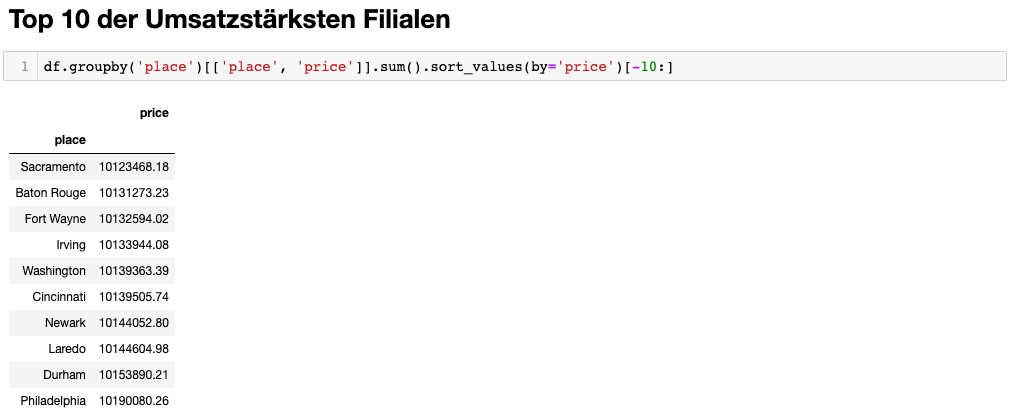 Top 10 der Umsatzstärksten Filialen
1 df.groupby('place')[['place', 'price']].sum().sort_values(by='price')[-10:]
price
place
Sacramento 10123468.18
Baton Rouge 10131273.23
Fort Wayne 10132594.02
Irving 10133944.08
Washington 10139363.39
Cincinnati 10139505.74
Newark 10144052.80
Laredo 10144604.98
Durham 10153890.21
Philadelphia 10190080.26